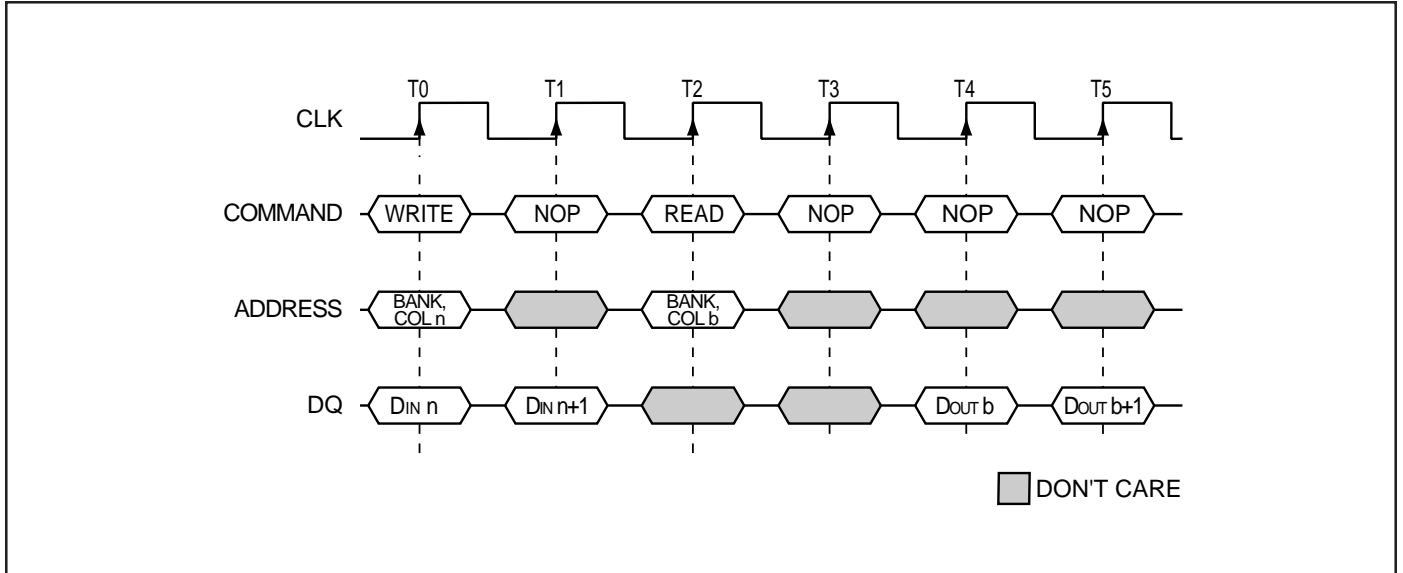 T0 T1 T2 T3 T4 T5
CLK
COMMAND WRITE NOP READ NOP NOP NOP
ADDRESS BANK, COL n BANK, COL b
DQ DIN n DIN n+1 DOUT b DOUT b+1
DON'T CARE